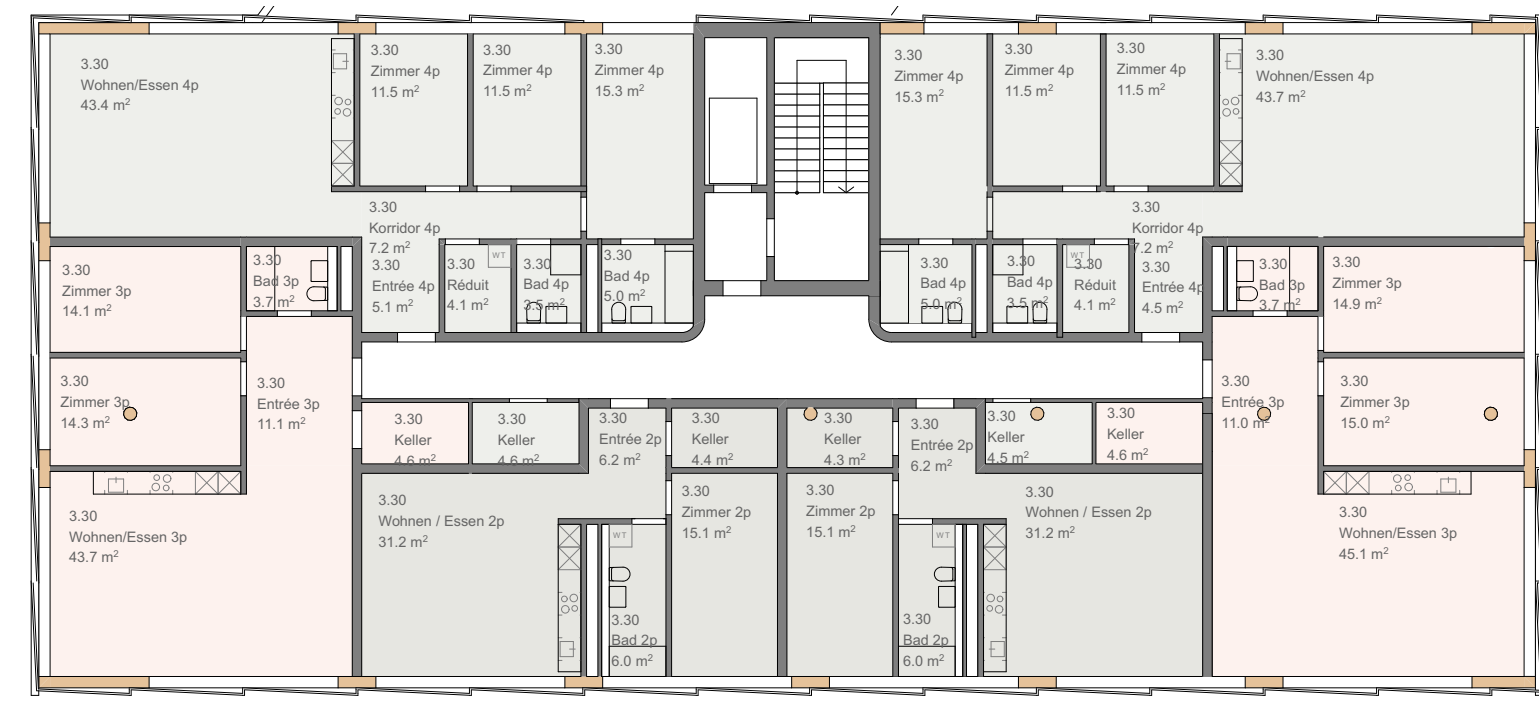 3.30
Wohnen/Essen 4p
43.4 m²
3.30
Zimmer 4p
11.5 m²
3.30
Zimmer 4p
11.5 m²
3.30
Zimmer 4p
15.3 m²
3.30
Zimmer 4p
15.3 m²
3.30
Zimmer 4p
11.5 m²
3.30
Zimmer 4p
11.5 m²
3.30
Wohnen/Essen 4p
43.7 m²
3.30
Korridor 4p
7.2 m²
3.30
Korridor 4p
7.2 m²
3.30
Zimmer 3p
14.1 m²
3.30
Bad 3p
3.7 m²
3.30
Entrée 4p
5.1 m²
3.30
Réduit
4.1 m²
WT
3.30
Bad 4p
3.5 m²
3.30
Bad 4p
5.0 m²
3.30
Bad 4p
5.0 m²
3.30
Bad 4p
3.5 m²
WT
3.30
Réduit
4.1 m²
3.30
Entrée 4p
4.5 m²
3.30
Bad 3p
3.7 m²
3.30
Zimmer 3p
14.9 m²
3.30
Zimmer 3p
14.3 m²
3.30
Entrée 3p
11.1 m²
3.30
Keller
4.6 m²
3.30
Keller
4.6 m²
3.30
Entrée 2p
6.2 m²
3.30
Keller
4.4 m²
3.30
Keller
4.3 m²
3.30
Entrée 2p
6.2 m²
3.30
Keller
4.5 m²
3.30
Keller
4.6 m²
3.30
Entrée 3p
11.0 m²
3.30
Zimmer 3p
15.0 m²
3.30
Wohnen/Essen 3p
43.7 m²
3.30
Wohnen / Essen 2p
31.2 m²
3.30
Zimmer 2p
15.1 m²
3.30
Zimmer 2p
15.1 m²
3.30
Wohnen / Essen 2p
31.2 m²
3.30
Wohnen/Essen 3p
45.1 m²
WT
3.30
Bad 2p
6.0 m²
WT
3.30
Bad 2p
6.0 m²